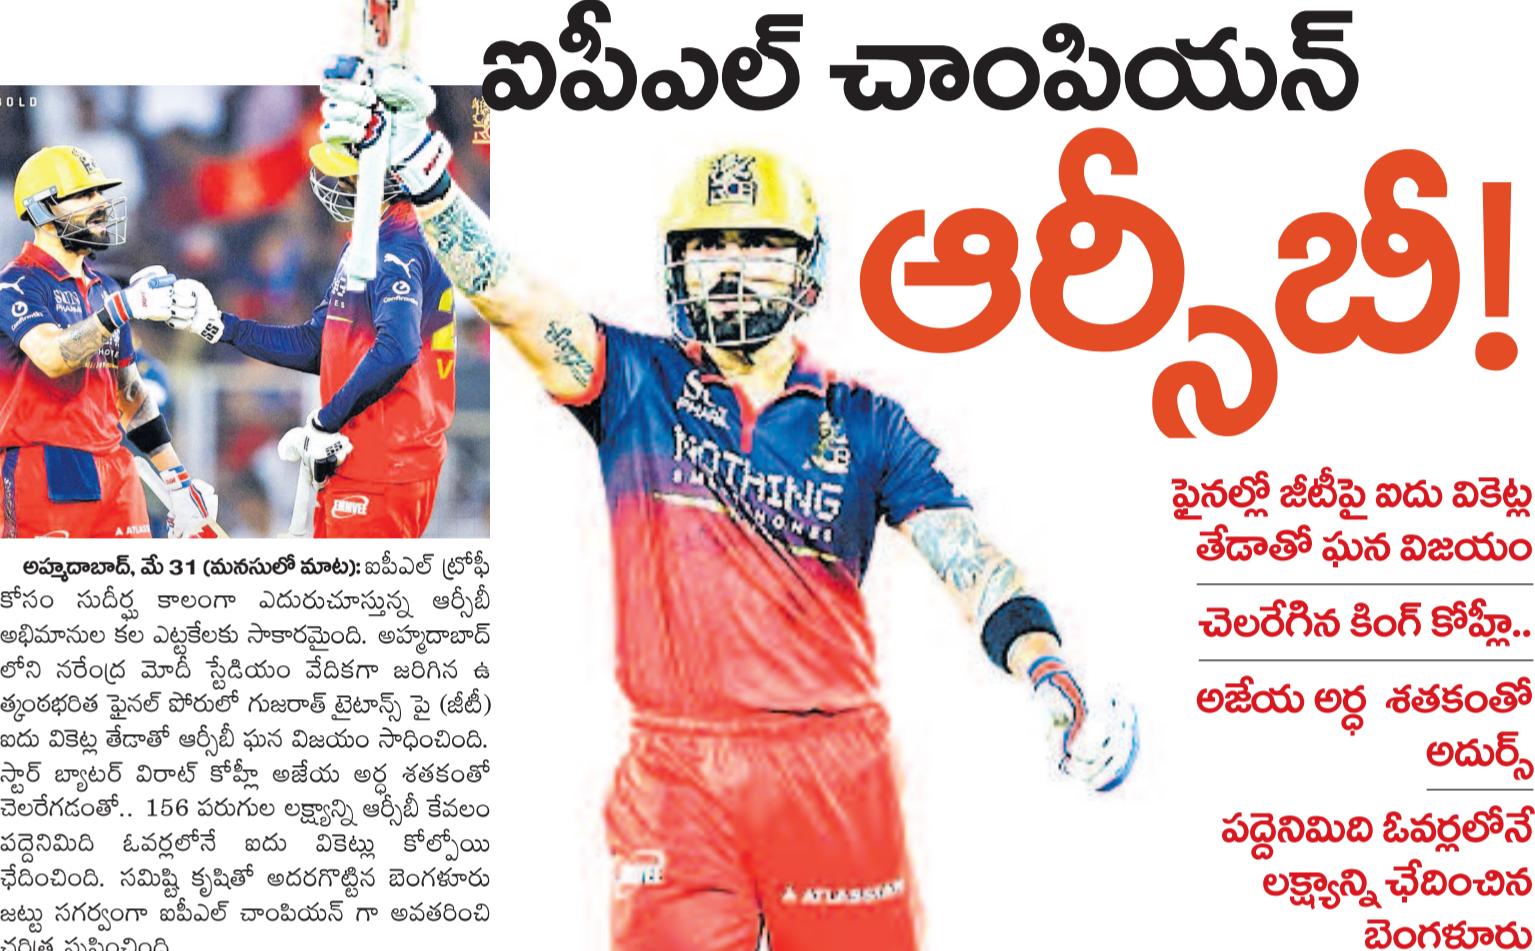 ఐపీఎల్ చాంపియన్
ఆర్సీబీ!
ఫైనల్లో జీటీపై ఐదు వికెట్ల
తేడాతో ఘన విజయం
చెలరేగిన కింగ్ కోహ్లీ..
అజేయ అర్ధ శతకంతో
అదుర్స్
పద్దెనిమిది ఓవర్లలోనే
లక్ష్యాన్ని ఛేదించిన
బెంగళూరు
అహ్మదాబాద్, మే 31 (మనసులో మాట): ఐపీఎల్ ట్రోఫీ
కోసం సుదీర్ఘ కాలంగా ఎదురుచూస్తున్న ఆర్సీబీ
అభిమానుల కల ఎట్టకేలకు సాకారమైంది. అహ్మదాబాద్
లోని నరేంద్ర మోదీ స్టేడియం వేదికగా జరిగిన ఉ
త్కంఠభరిత ఫైనల్ పోరులో గుజరాత్ టైటాన్స్ పై (జీటీ)
ఐదు వికెట్ల తేడాతో ఆర్సీబీ ఘన విజయం సాధించింది.
స్టార్ బ్యాటర్ విరాట్ కోహ్లీ అజేయ అర్ధ శతకంతో
చెలరేగడంతో.. 156 పరుగుల లక్ష్యాన్ని ఆర్సీబీ కేవలం
పద్దెనిమిది ఓవర్లలోనే ఐదు వికెట్లు కోల్పోయి
ఛేదించింది. సమిష్టి కృషితో అదరగొట్టిన బెంగళూరు
జట్టు సగర్వంగా ఐపీఎల్ చాంపియన్ గా అవతరించి
NOTHING
EMNVEE
A ATLASSIAN